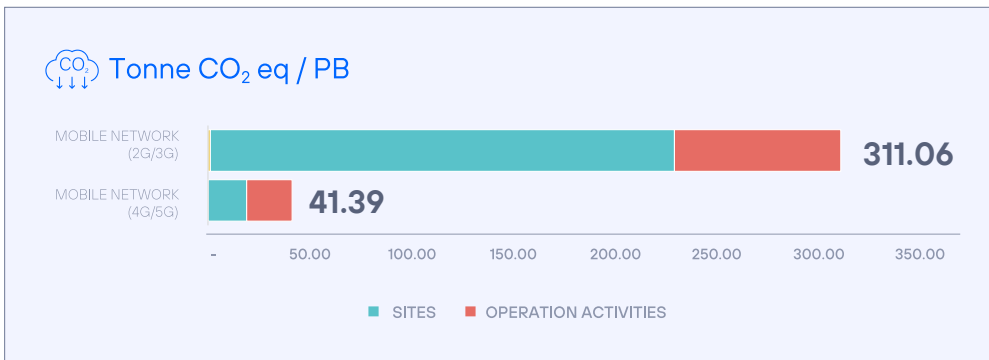 CO₂
Tonne CO₂ eq / PB
MOBILE NETWORK
(2G/3G)
311.06
MOBILE NETWORK
(4G/5G)
41.39
- 50.00 100.00 150.00 200.00 250.00 300.00 350.00
SITES OPERATION ACTIVITIES